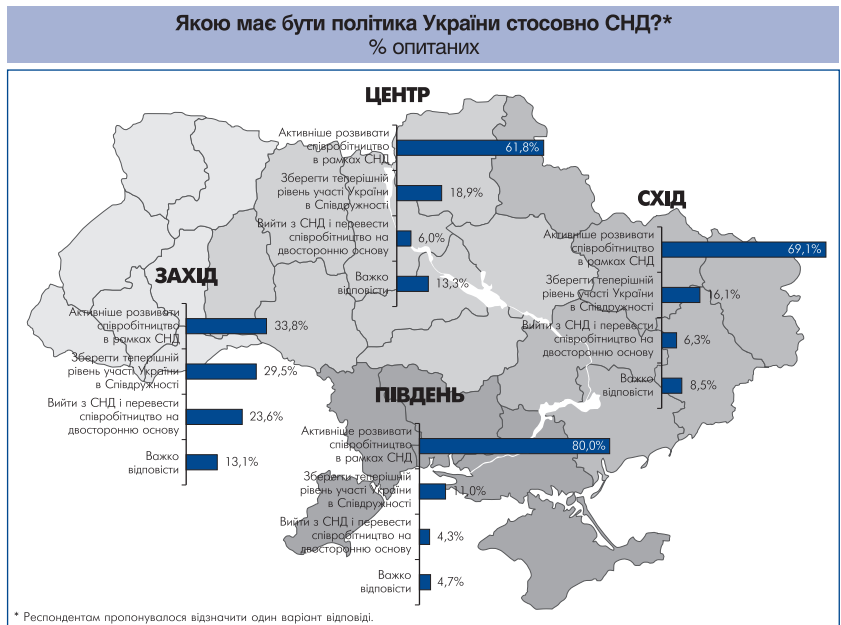 Якою має бути політика України стосовно СНД?*
% опитаних
ЦЕНТР
Активніше розвивати
співробітництво
в рамках СНД
61,8%
Зберегти теперішній
рівень участі України
в Співдружності
18,9%
Вийти з СНД і перевести
співробітництво на
двосторонню основу
6,0%
Важко
відповісти
13,3%
СХІД
Активніше розвивати
співробітництво
в рамках СНД
69,1%
Зберегти теперішній
рівень участі України
в Співдружності
16,1%
Вийти з СНД і перевести
співробітництво на
двосторонню основу
6,3%
Важко
відповісти
8,5%
ЗАХІД
Активніше розвивати
співробітництво
в рамках СНД
33,8%
Зберегти теперішній
рівень участі України
в Співдружності
29,5%
Вийти з СНД і перевести
співробітництво на
двосторонню основу
23,6%
Важко
відповісти
13,1%
ПІВДЕНЬ
Активніше розвивати
співробітництво
в рамках СНД
80,0%
Зберегти теперішній
рівень участі України
в Співдружності
11,0%
Вийти з СНД і перевести
співробітництво на
двосторонню основу
4,3%
Важко
відповісти
4,7%
* Респондентам пропонувалося відзначити один варіант відповіді.